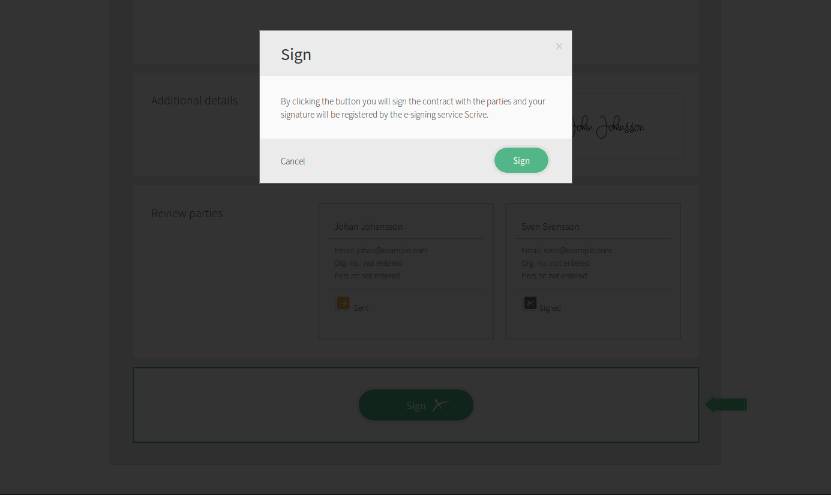 Sign
×
By clicking the button you will sign the contract with the parties and your
signature will be registered by the e-signing service Scrive.
Cancel
Sign
Additional details
John Johansson
Review parties
Johan Johansson
Email: johan@example.com
Org. no.: not entered
Pers. nr: not entered
Sent
Sven Svensson
Email: sven@example.com
Org. no.: not entered
Pers. nr: not entered
Signed
Sign